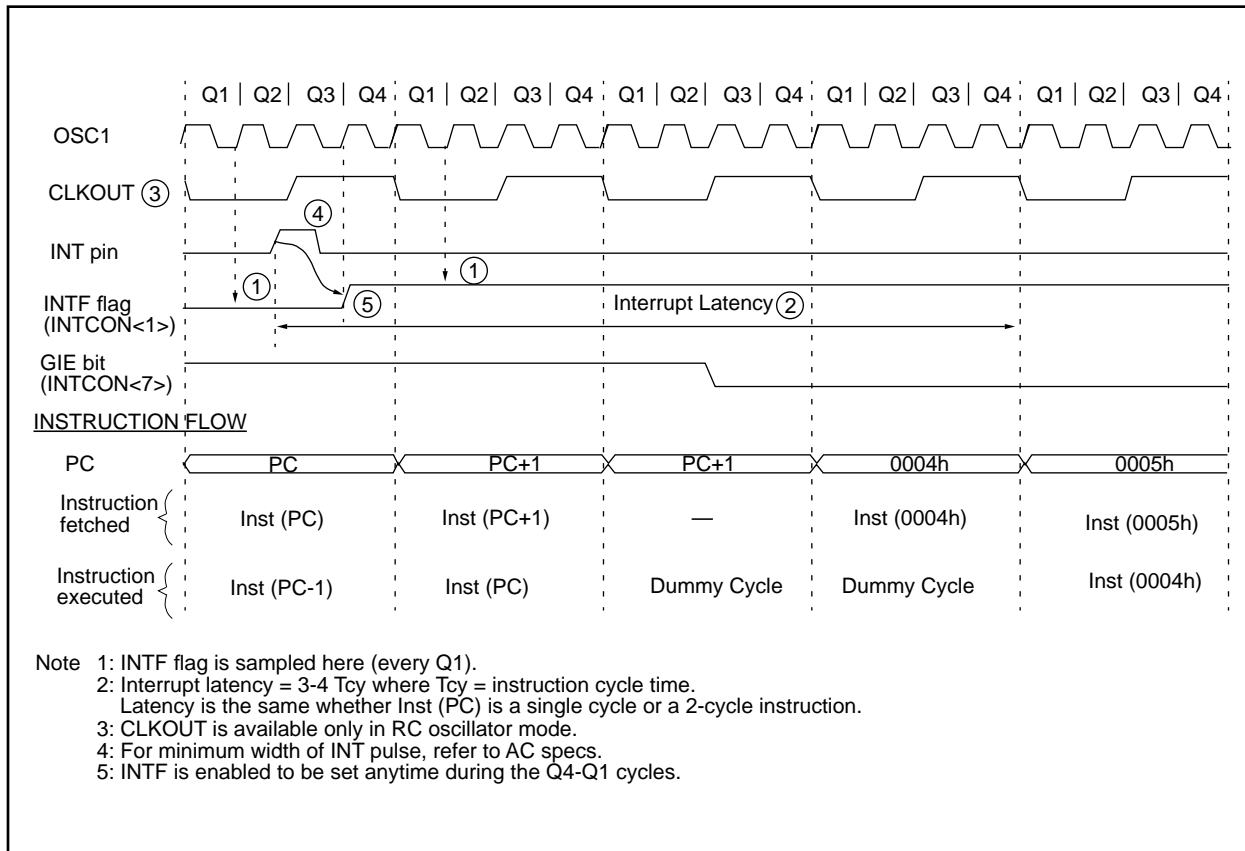 Q1 | Q2 | Q3 | Q4 Q1 | Q2 | Q3 | Q4 Q1 | Q2 | Q3 | Q4 Q1 | Q2 | Q3 | Q4 Q1 | Q2 | Q3 | Q4
OSC1
CLKOUT ③
④
INT pin
① ①
INTF flag
(INTCON<1>)
⑤
Interrupt Latency ②
GIE bit
(INTCON<7>)
INSTRUCTION FLOW
PC PC PC+1 PC+1 0004h 0005h
Instruction
fetched
Inst (PC) Inst (PC+1) — Inst (0004h) Inst (0005h)
Instruction
executed
Inst (PC-1) Inst (PC) Dummy Cycle Dummy Cycle Inst (0004h)
Note 1: INTF flag is sampled here (every Q1).
2: Interrupt latency = 3-4 Tcy where Tcy = instruction cycle time.
Latency is the same whether Inst (PC) is a single cycle or a 2-cycle instruction.
3: CLKOUT is available only in RC oscillator mode.
4: For minimum width of INT pulse, refer to AC specs.
5: INTF is enabled to be set anytime during the Q4-Q1 cycles.